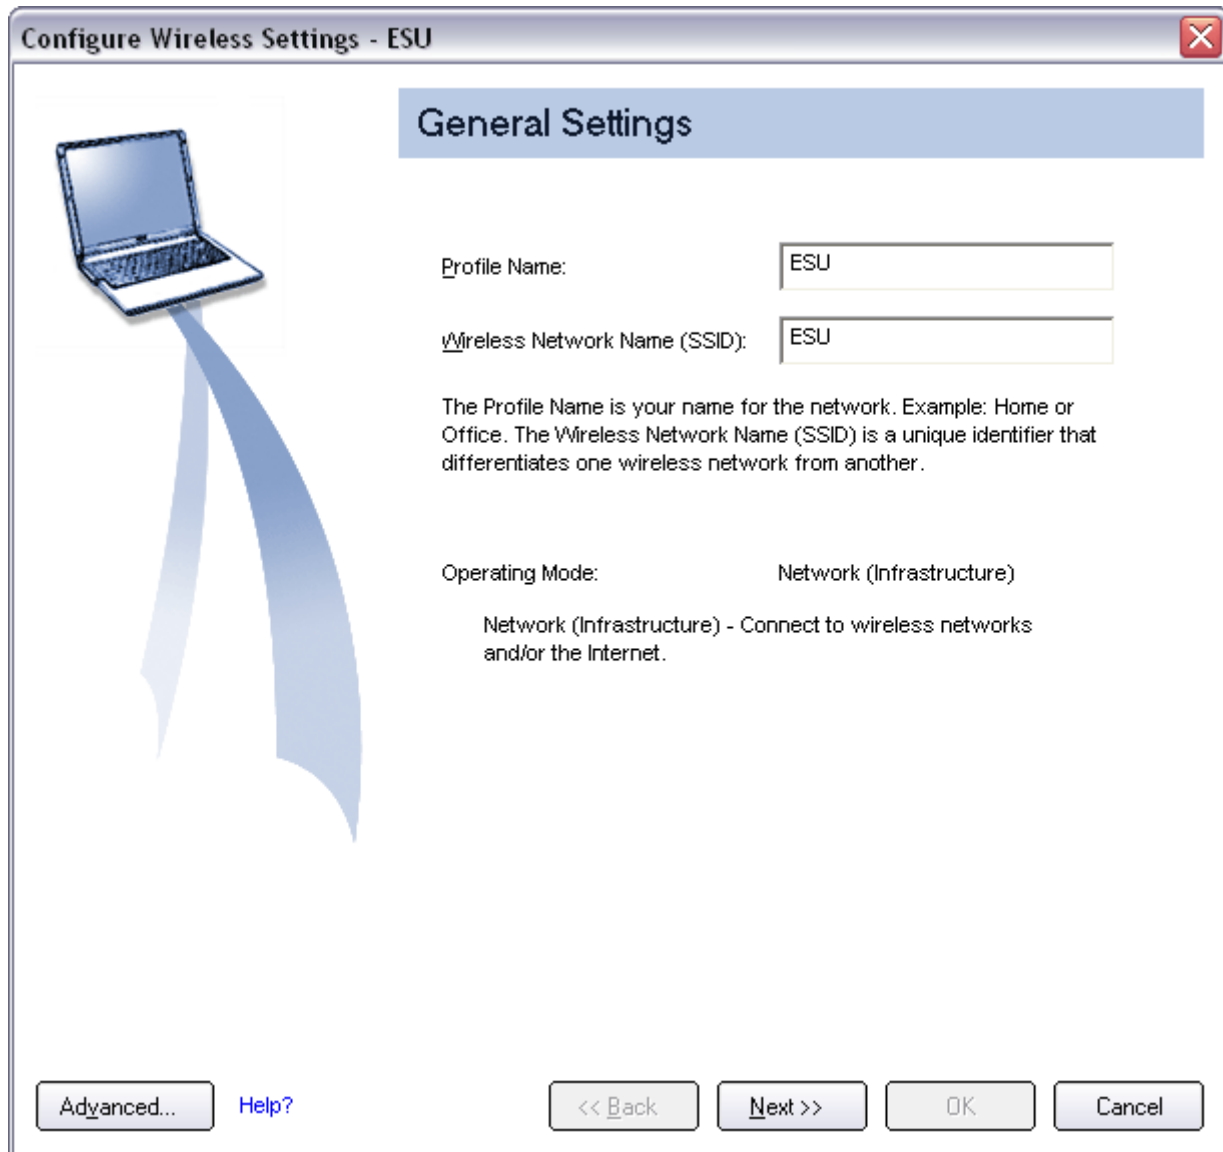 Configure Wireless Settings - ESU
General Settings
Profile Name:
ESU
Wireless Network Name (SSID):
ESU
The Profile Name is your name for the network. Example: Home or
Office. The Wireless Network Name (SSID) is a unique identifier that
differentiates one wireless network from another.
Operating Mode:
Network (Infrastructure)
Network (Infrastructure) - Connect to wireless networks
and/or the Internet.
Advanced...
Help?
<< Back
Next >>
OK
Cancel